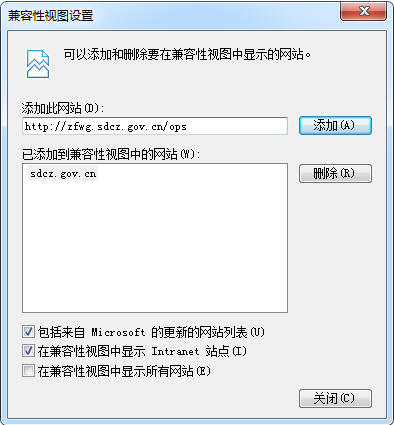 兼容性视图设置
可以添加和删除要在兼容性视图中显示的网站。
添加此网站(D):
http://zfwg.sdcz.gov.cn/ops
添加(A)
已添加到兼容性视图中的网站(W):
sdcz.gov.cn
删除(R)
包括来自 Microsoft 的更新的网站列表(U)
在兼容性视图中显示 Intranet 站点(I)
在兼容性视图中显示所有网站(E)
关闭(C)